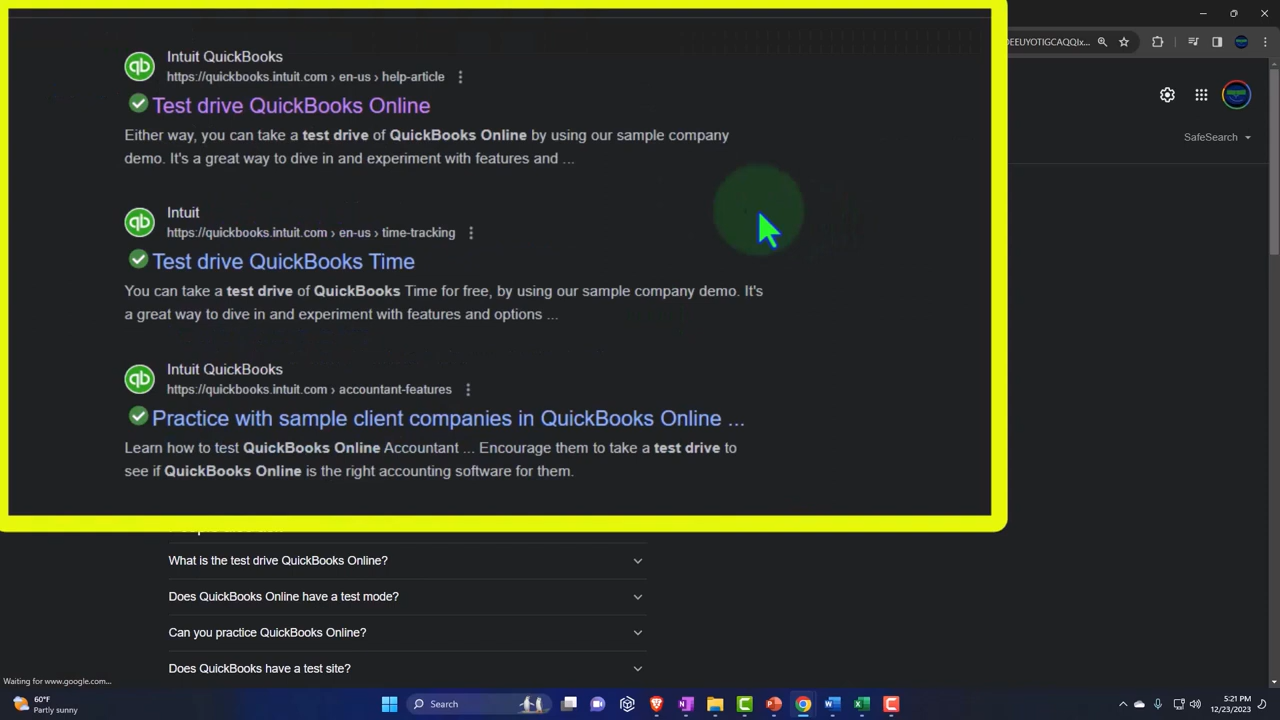 Intuit QuickBooks
https://quickbooks.intuit.com › en-us › help-article
Test drive QuickBooks Online
Either way, you can take a test drive of QuickBooks Online by using our sample company
demo. It's a great way to dive in and experiment with features and ...
Intuit
https://quickbooks.intuit.com › en-us › time-tracking
Test drive QuickBooks Time
You can take a test drive of QuickBooks Time for free, by using our sample company demo. It's
a great way to dive in and experiment with features and options ...
Intuit QuickBooks
https://quickbooks.intuit.com › accountant-features
Practice with sample client companies in QuickBooks Online ...
Learn how to test QuickBooks Online Accountant ... Encourage them to take a test drive to
see if QuickBooks Online is the right accounting software for them.
SafeSearch
What is the test drive QuickBooks Online?
Does QuickBooks Online have a test mode?
Can you practice QuickBooks Online?
Does QuickBooks have a test site?
Waiting for www.google.com...
60°F
Partly sunny
Search
5:21 PM
12/23/2023